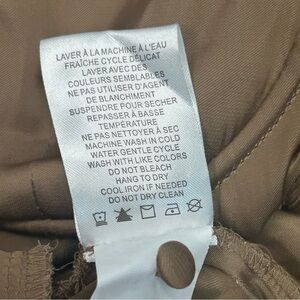 LAVER À LA MACHINE À L'EAU
FRAÎCHE CYCLE DÉLICAT
LAVER AVEC DES
COULEURS SEMBLABLES
NE PAS UTILISER D'AGENT
DE BLANCHIMENT
SUSPENDRE POUR SECHER
REPASSER À BASSE
TEMPÉRATURE
NE PAS NETTOYER À SEC
MACHINE WASH IN COLD
WATER GENTLE CYCLE
WASH WITH LIKE COLORS
DO NOT BLEACH
HANG TO DRY
COOL IRON IF NEEDED
DO NOT DRY CLEAN